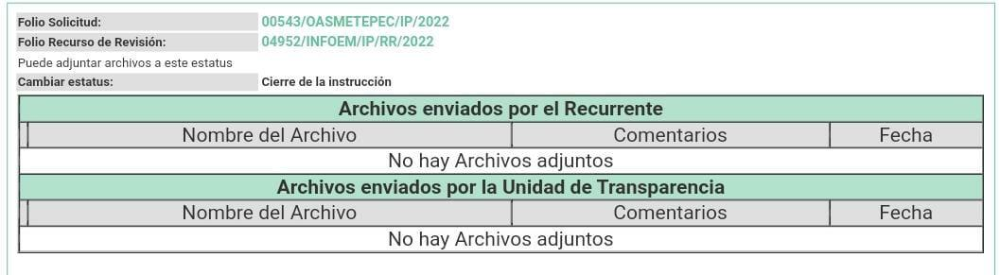 Folio Solicitud: 00543/OASMETEPEC/IP/2022
Folio Recurso de Revisión: 04952/INFOEM/IP/RR/2022
Puede adjuntar archivos a este estatus
Cambiar estatus: Cierre de la instrucción
Archivos enviados por el Recurrente
Nombre del Archivo Comentarios Fecha
No hay Archivos adjuntos
Archivos enviados por la Unidad de Transparencia
Nombre del Archivo Comentarios Fecha
No hay Archivos adjuntos